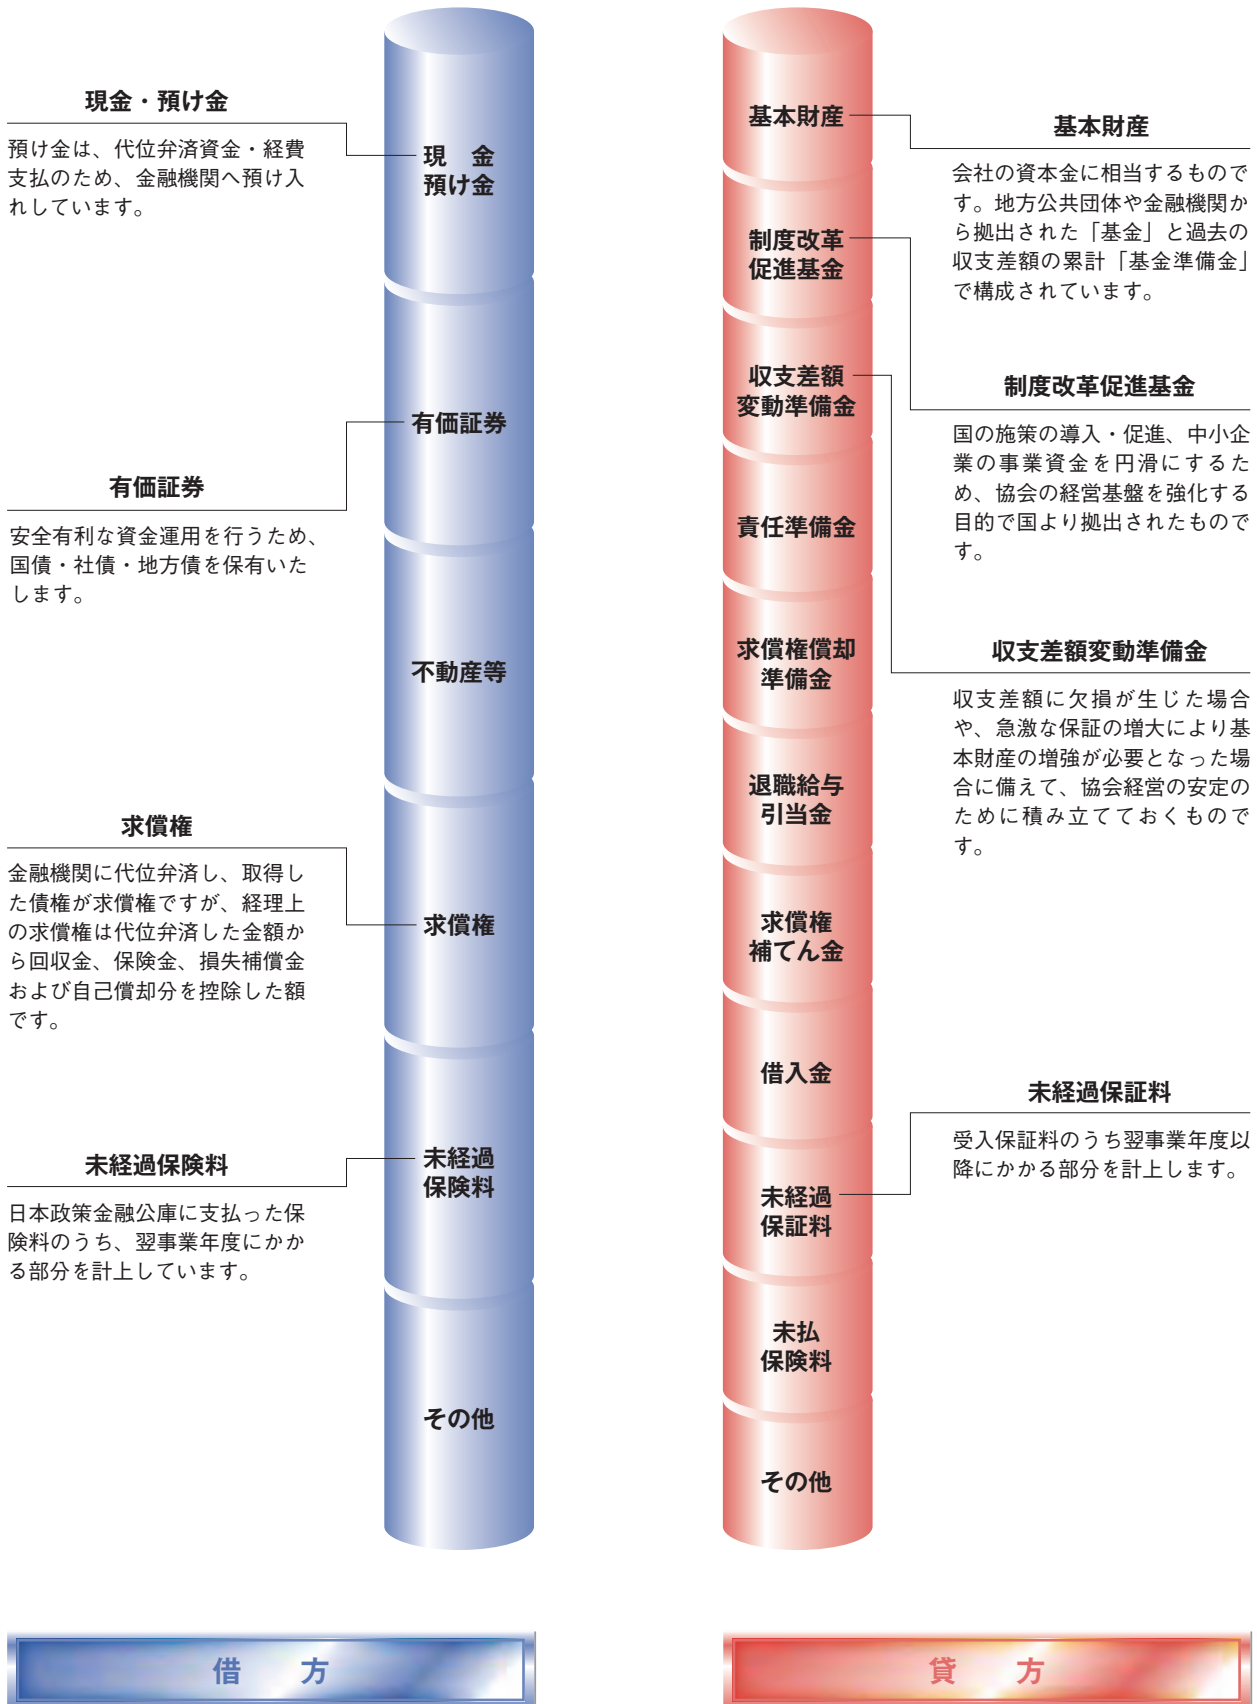 現金・預け金
預け金は、代位弁済資金・経費
支払のため、金融機関へ預け入
れしています。
有価証券
安全有利な資金運用を行うため、
国債・社債・地方債を保有いた
します。
求償権
金融機関に代位弁済し、取得し
た債権が求償権ですが、経理上
の求償権は代位弁済した金額か
ら回収金、保険金、損失補償金
および自己償却分を控除した額
です。
未経過保険料
日本政策金融公庫に支払った保
険料のうち、翌事業年度にかか
る部分を計上しています。
現　金
預け金
有価証券
不動産等
求償権
未経過
保険料
その他
借　方
基本財産
制度改革
促進基金
収支差額
変動準備金
責任準備金
求償権償却
準備金
退職給与
引当金
求償権
補てん金
借入金
未経過
保証料
未払
保険料
その他
貸　方
基本財産
会社の資本金に相当するもので
す。地方公共団体や金融機関か
ら拠出された「基金」と過去の
収支差額の累計「基金準備金」
で構成されています。
制度改革促進基金
国の施策の導入・促進、中小企
業の事業資金を円滑にするた
め、協会の経営基盤を強化する
目的で国より拠出されたもので
す。
収支差額変動準備金
収支差額に欠損が生じた場合
や、急激な保証の増大により基
本財産の増強が必要となった場
合に備えて、協会経営の安定の
ために積み立てておくもので
す。
未経過保証料
受入保証料のうち翌事業年度以
降にかかる部分を計上します。